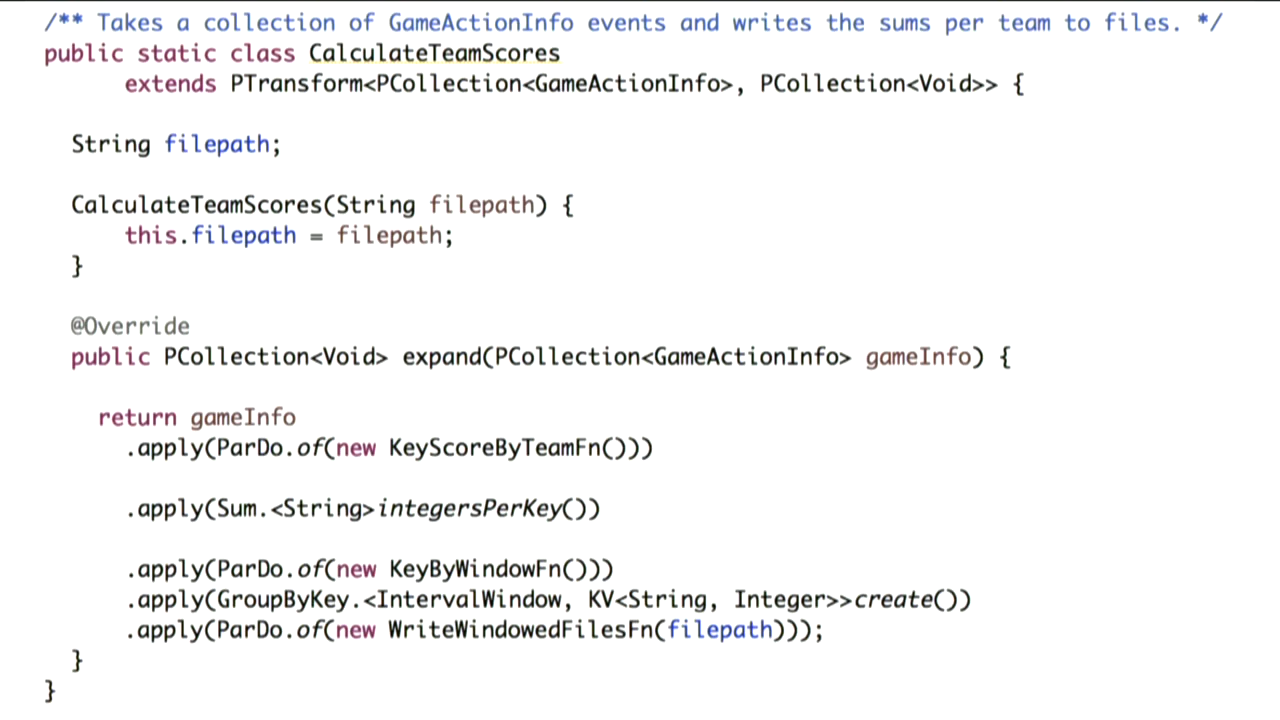 /** Takes a collection of GameActionInfo events and writes the sums per team to files. */
public static class CalculateTeamScores
extends PTransform<PCollection<GameActionInfo>, PCollection<Void>> {
String filepath;
CalculateTeamScores(String filepath) {
this.filepath = filepath;
}
@Override
public PCollection<Void> expand(PCollection<GameActionInfo> gameInfo) {
return gameInfo
.apply(ParDo.of(new KeyScoreByTeamFn()))
.apply(Sum.<String>integersPerKey())
.apply(ParDo.of(new KeyByWindowFn()))
.apply(GroupByKey.<IntervalWindow, KV<String, Integer>>create())
.apply(ParDo.of(new WriteWindowedFilesFn(filepath)));
}
}